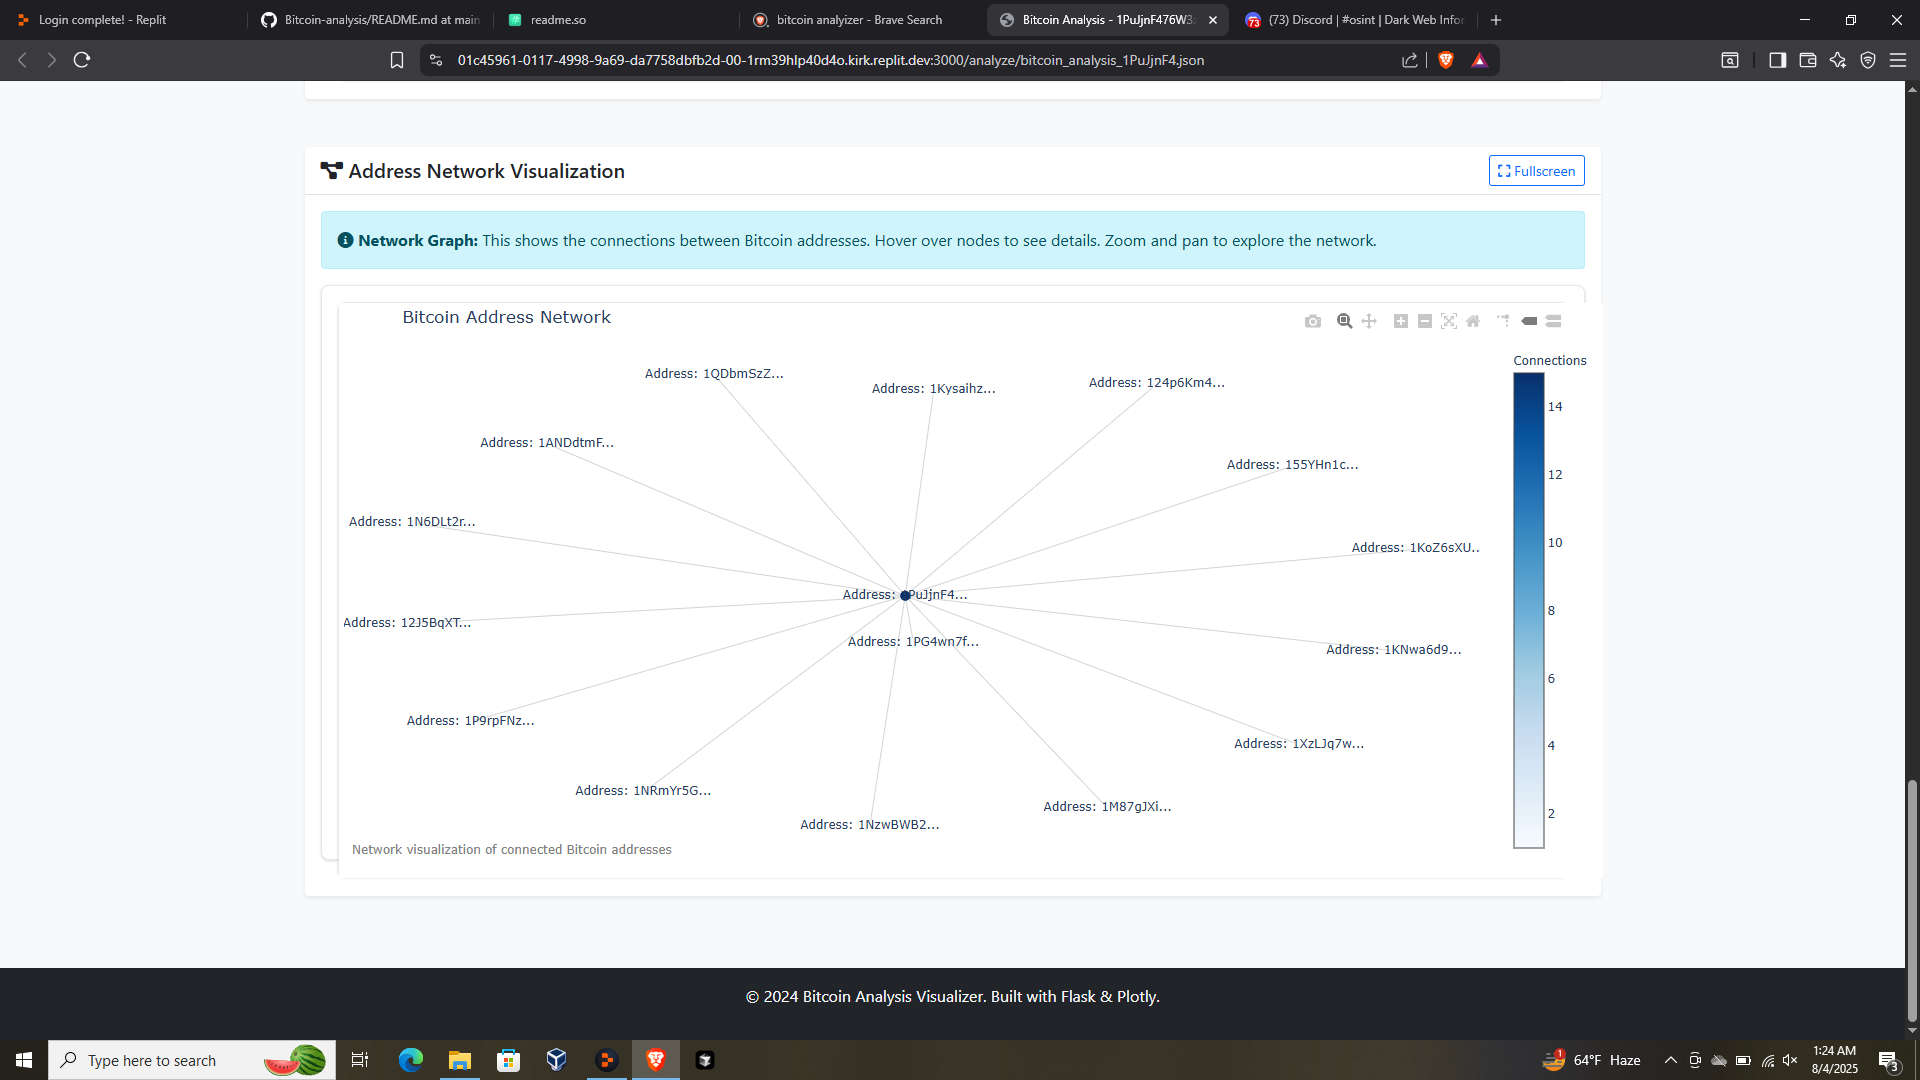 Login complete! - Replit
Bitcoin-analysis/README.md at main
readme.so
bitcoin analyizer - Brave Search
Bitcoin Analysis - 1PuJjnF476W3
(73) Discord | #osint | Dark Web Infor
01c45961-0117-4998-9a69-da7758dbfb2d-00-1rm39hlp40d4o.kirk.replit.dev:3000/analyze/bitcoin_analysis_1PuJjnF4.json
Address Network Visualization
Fullscreen
Network Graph: This shows the connections between Bitcoin addresses. Hover over nodes to see details. Zoom and pan to explore the network.
Bitcoin Address Network
Connections
Address: 1QDbmSzZ...
Address: 1Kysaihz...
Address: 124p6Km4...
14
Address: 1ANDdtmF...
Address: 155YHn1c...
12
Address: 1N6DLt2r...
Address: 1KoZ6sXU..
10
Address: PuJjnF4...
8
Address: 12J5BqXT...
Address: 1PG4wn7f...
Address: 1KNwa6d9...
6
Address: 1P9rpFNz...
Address: 1XzLJq7w...
4
Address: 1NRmYr5G...
Address: 1M87gJXi...
2
Address: 1NzwBWB2...
Network visualization of connected Bitcoin addresses
© 2024 Bitcoin Analysis Visualizer. Built with Flask & Plotly.
Type here to search
1
64°F Haze
1:24 AM
8/4/2025
3